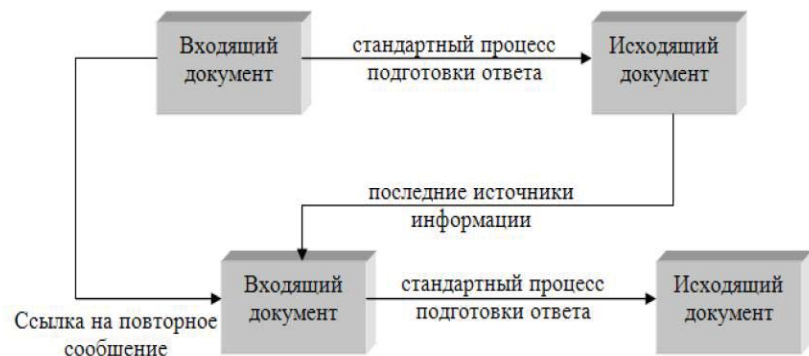 Входящий
документ
стандартный процесс
подготовки ответа
Исходящий
документ
последние источники
информации
Входящий
документ
стандартный процесс
подготовки ответа
Исходящий
документ
Ссылка на повторное
сообщение